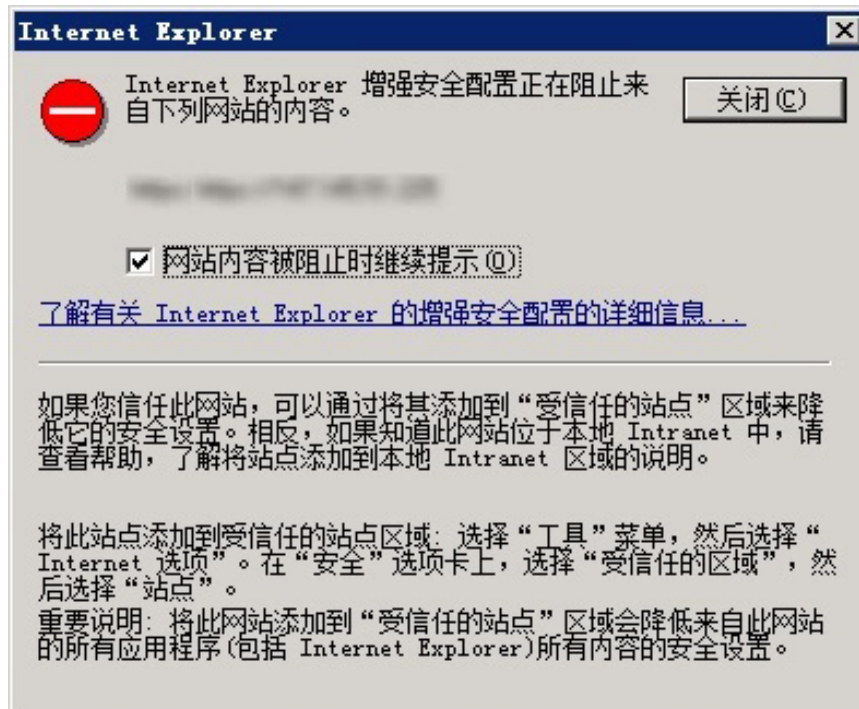 Internet Explorer
Internet Explorer 增强安全配置正在阻止来
自下列网站的内容。
关闭(C)
网站内容被阻止时继续提示(O)
了解有关 Internet Explorer 的增强安全配置的详细信息...
如果您信任此网站，可以通过将其添加到“受信任的站点”区域来降
低它的安全设置。相反，如果知道此网站位于本地 Intranet 中，请
查看帮助，了解将站点添加到本地 Intranet 区域的说明。
将此站点添加到受信任的站点区域: 选择“工具”菜单，然后选择“
Internet 选项”。在“安全”选项卡上，选择“受信任的区域”，然
后选择“站点”。
重要说明: 将此网站添加到“受信任的站点”区域会降低来自此网站
的所有应用程序(包括 Internet Explorer)所有内容的安全设置。